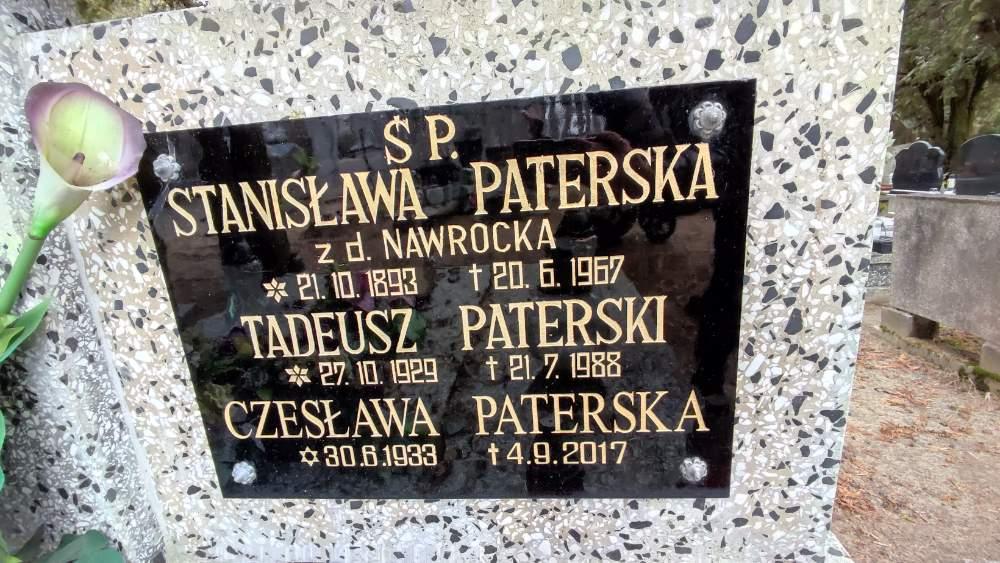 Ś P.
STANISŁAWA PATERSKA
z d. NAWROCKA
✲ 21. 10. 1893 † 20. 6. 1967
TADEUSZ PATERSKI
✲ 27. 10. 1929 † 21. 7. 1988
CZESŁAWA PATERSKA
✡ 30.6.1933 † 4.9.2017